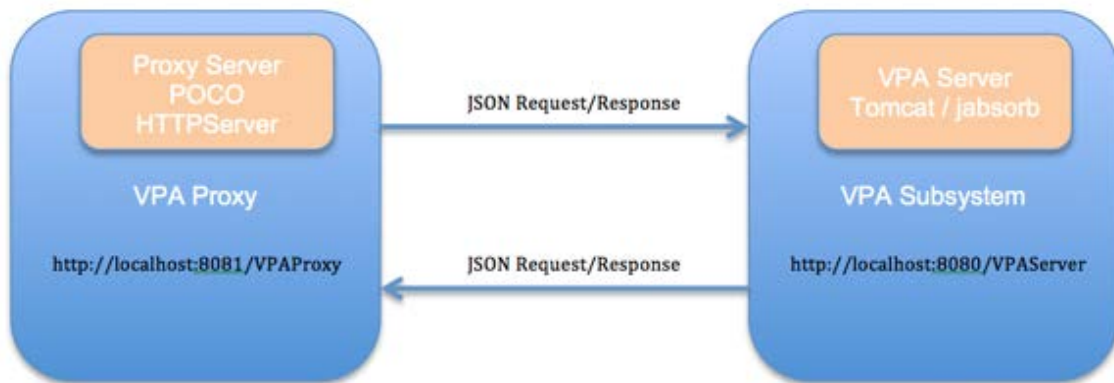 Proxy Server
POCO
HTTPServer
VPA Proxy
http://localhost:8081/VPAProxy
JSON Request/Response
JSON Request/Response
VPA Server
Tomcat / jabsorb
VPA Subsystem
http://localhost:8080/VPAServer